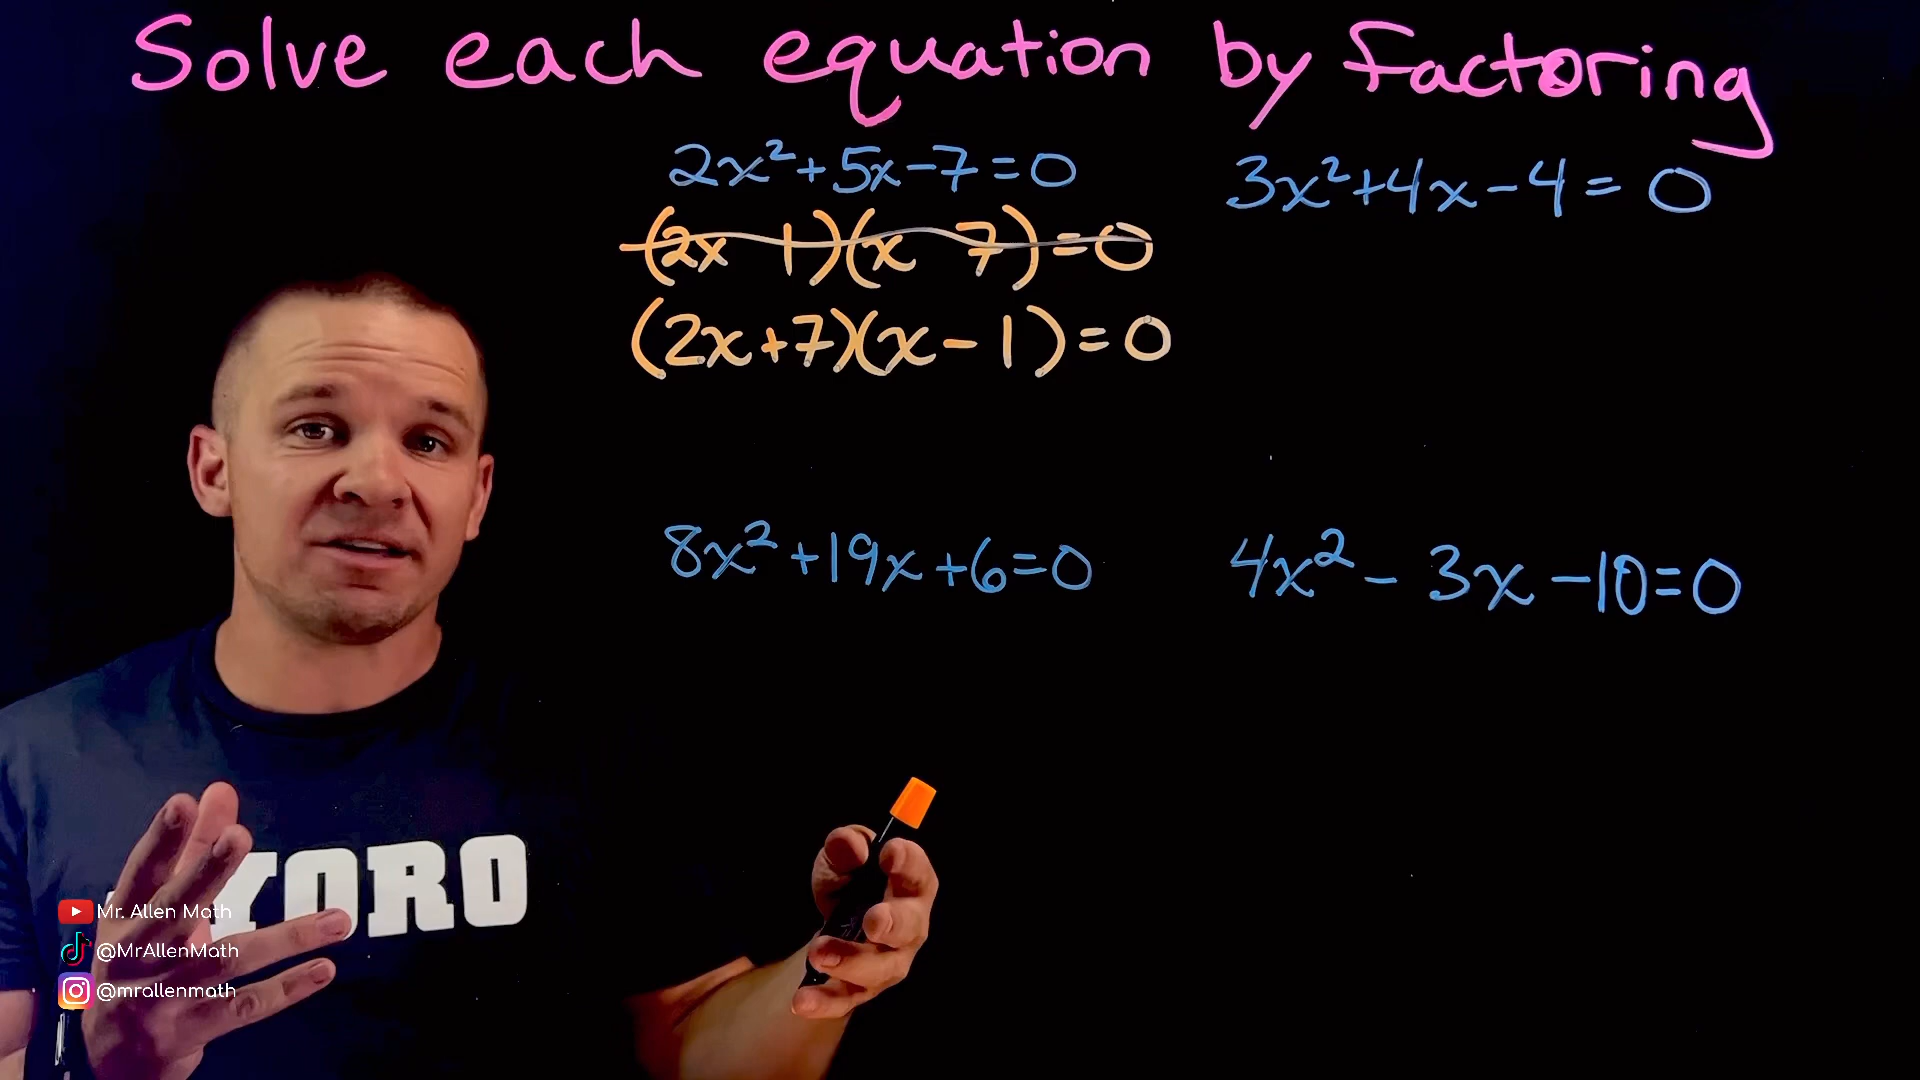 Solve each equation by factoring
2x²+5x-7=0
(2x 1)(x 7)=0
(2x+7)(x-1)=0
3x²+4x-4=0
8x²+19x+6=0
4x²-3x-10=0
YORO
Mr. Allen Math
@MrAllenMath
@mrallenmath